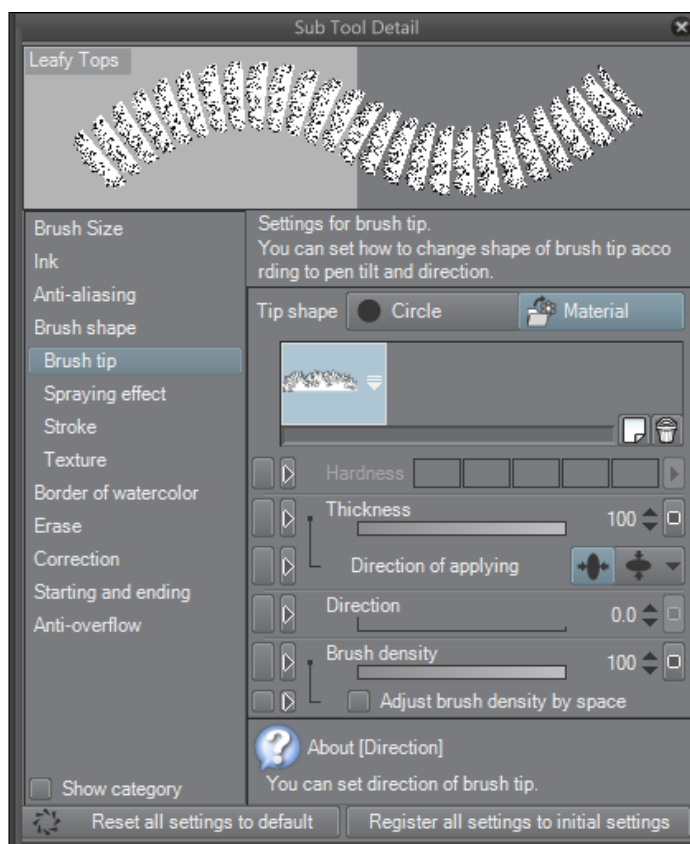 Sub Tool Detail
Leafy Tops
Brush Size
Ink
Anti-aliasing
Brush shape
Brush tip
Spraying effect
Stroke
Texture
Border of watercolor
Erase
Correction
Starting and ending
Anti-overflow
Show category
Settings for brush tip.
You can set how to change shape of brush tip acco
rding to pen tilt and direction.
Tip shape Circle Material
Hardness
Thickness 100
Direction of applying
Direction 0.0
Brush density 100
Adjust brush density by space
About [Direction]
You can set direction of brush tip.
Reset all settings to default Register all settings to initial settings